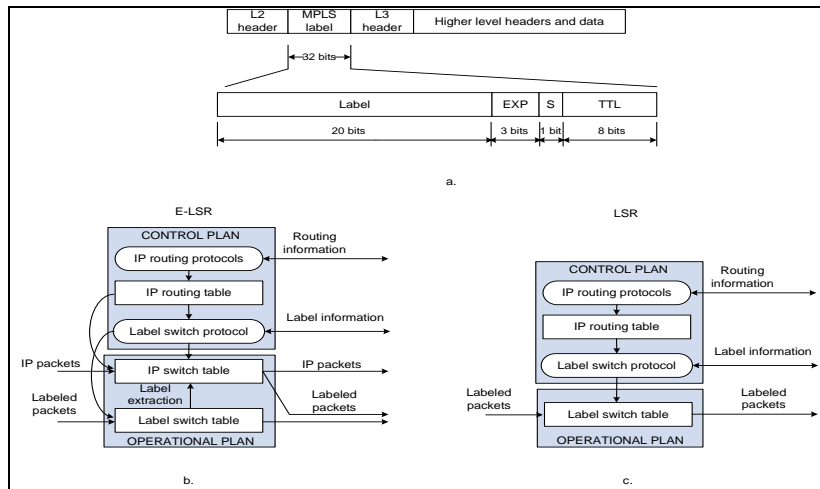 L2 header
MPLS label
L3 header
Higher level headers and data
32 bits
Label
EXP
S
TTL
20 bits
3 bits
1 bit
8 bits
a.
E-LSR
CONTROL PLAN
IP routing protocols
Routing information
IP routing table
Label switch protocol
Label information
IP packets
IP switch table
IP packets
Label extraction
Labeled packets
Labeled packets
Label switch table
OPERATIONAL PLAN
b.
LSR
CONTROL PLAN
Routing information
IP routing protocols
IP routing table
Label switch protocol
Label information
Labeled packets
Labeled packets
Label switch table
OPERATIONAL PLAN
c.